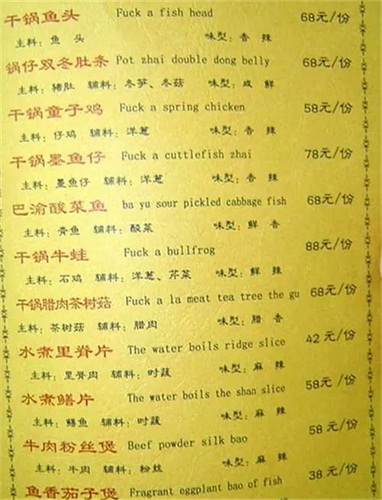 干锅鱼头 Fuck a fish head 68元/份
主料：鱼头 味型：香辣
锅仔双冬肚条 Pot zhai double dong belly 68元/份
主料：猪肚 辅料：冬笋、冬菇 味型：咸鲜
干锅童子鸡 Fuck a spring chicken 58元/份
主料：仔鸡 辅料：洋葱 味型：香辣
干锅墨鱼仔 Fuck a cuttlefish zhai 78元/份
主料：墨鱼仔 辅料：洋葱 味型：香辣
巴渝酸菜鱼 ba yu sour pickled cabbage fish 68元/份
主料：青鱼 辅料：酸菜 味型：鲜香
干锅牛蛙 Fuck a bullfrog 88元/份
主料：石鸡 辅料：洋葱、芹菜 味型：鲜辣
干锅腊肉茶树菇 Fuck a la meat tea tree the gu 68元/份
主料：茶树菇 辅料：腊肉 味型：腊香
水煮里脊片 The water boils ridge slice 42元/份
主料：里脊肉 辅料：时蔬 味型：麻辣
水煮鳝片 The water boils the shan slice 58元/份
主料：鳝鱼 辅料：时蔬 味型：麻辣
牛肉粉丝煲 Beef powder silk bao 58元/份
主料：牛肉 辅料：粉丝 味型：麻辣
鱼香茄子煲 Fragrant eggplant bao of fish 38元/份